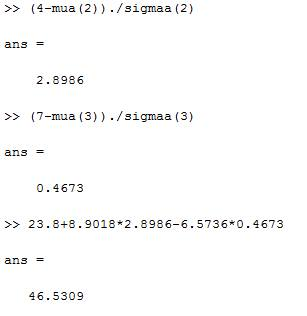 >> (4-mua(2))./sigmaa(2)
ans =
2.8986
>> (7-mua(3))./sigmaa(3)
ans =
0.4673
>> 23.8+8.9018*2.8986-6.5736*0.4673
ans =
46.5309